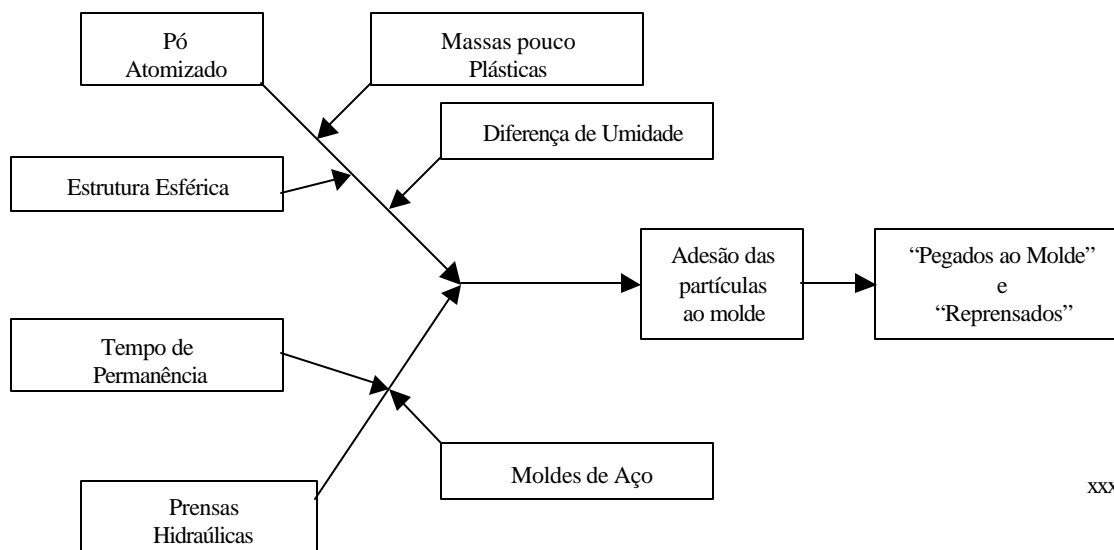 Pó
Atomizado
Massas pouco
Plásticas
Diferença de Umidade
Estrutura Esférica
Adesão das
partículas
ao molde
“Pegados ao Molde”
e
“Reprensados”
Tempo de
Permanência
Moldes de Aço
Prensas
Hidraúlicas
xxx